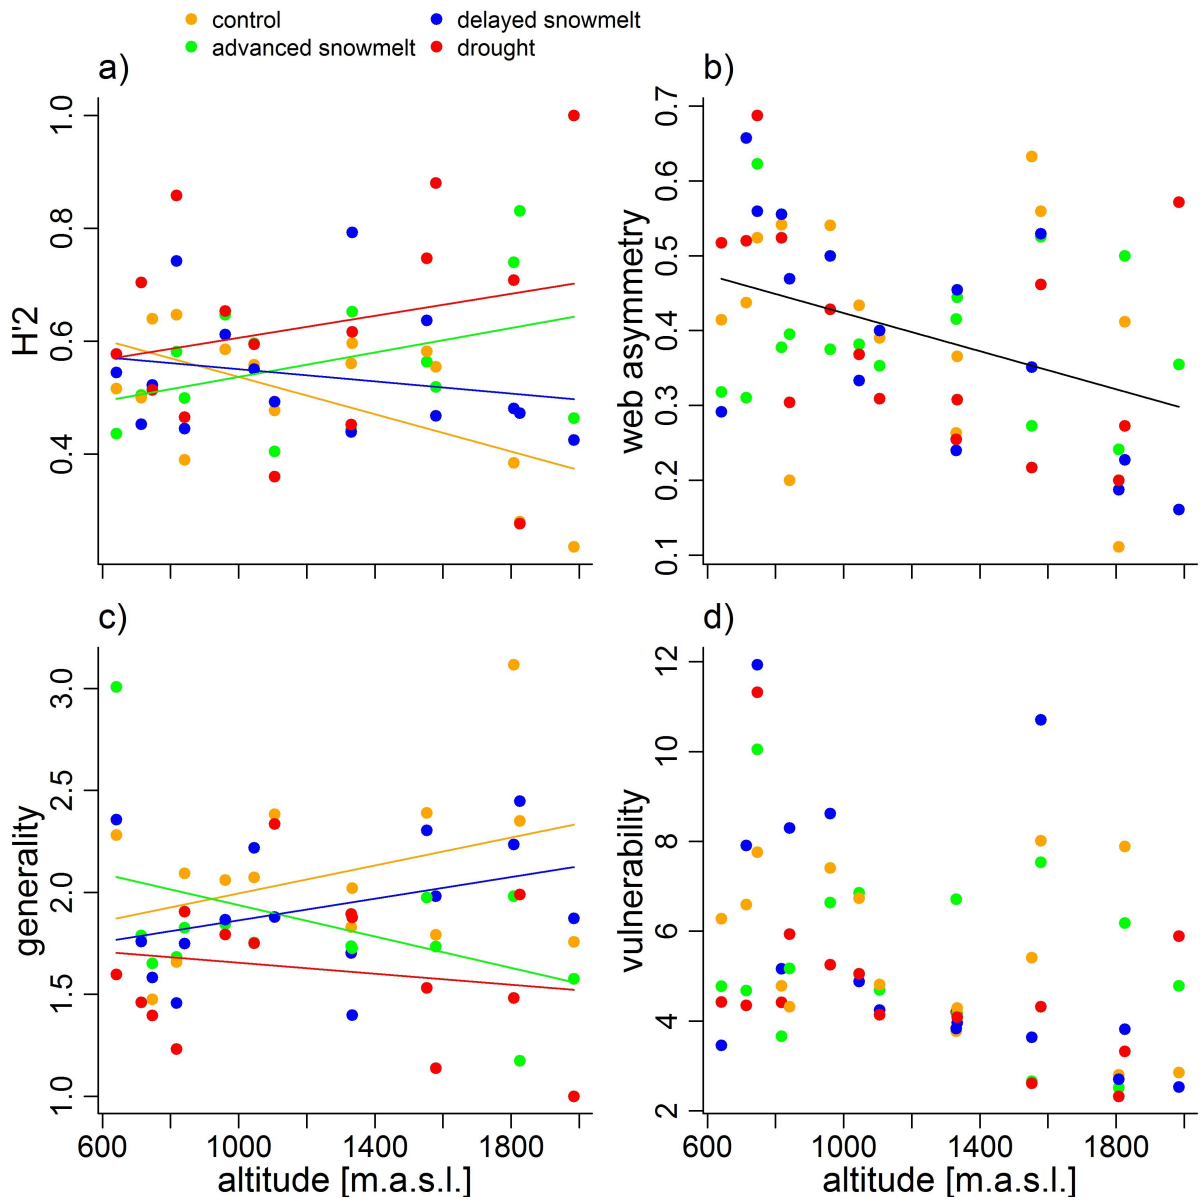 control
delayed snowmelt
advanced snowmelt
drought
a)
b)
H'2
1.0
0.8
0.6
0.4
web asymmetry
0.7
0.6
0.5
0.4
0.3
0.2
0.1
c)
d)
generality
3.0
2.5
2.0
1.5
1.0
vulnerability
12
10
8
6
4
2
600 1000 1400 1800
altitude [m.a.s.l.]
600 1000 1400 1800
altitude [m.a.s.l.]